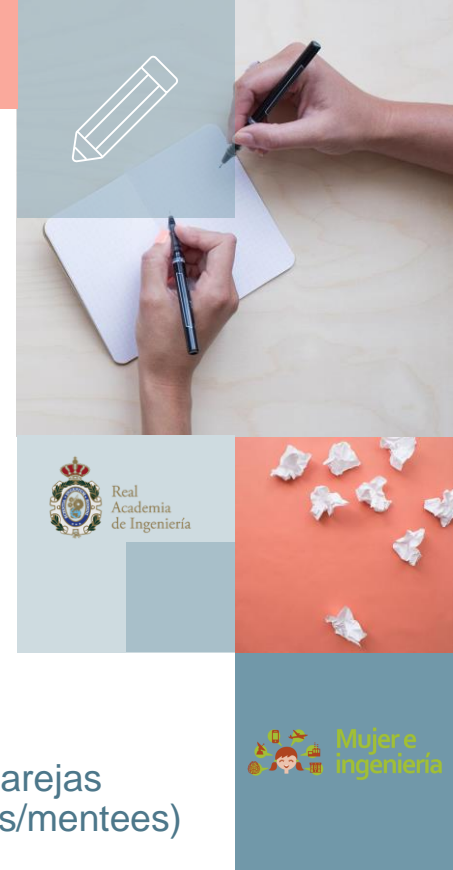 Real
Academia
de Ingeniería
Mujer e
ingeniería
arejas
s/mentees)